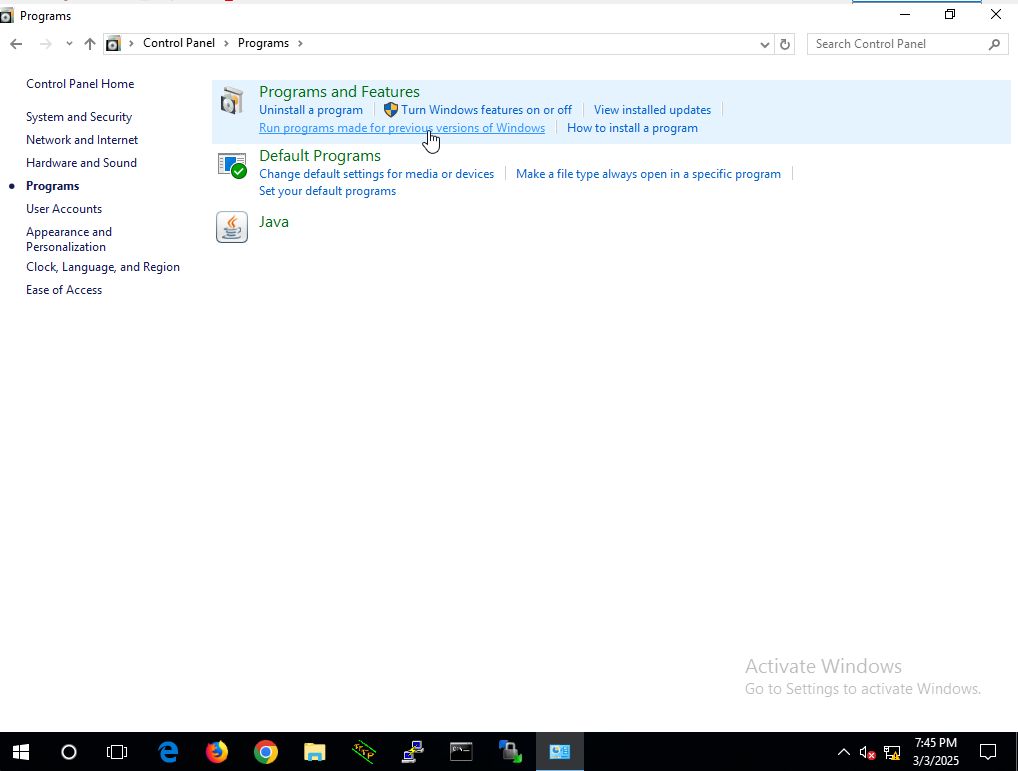 Programs
Control Panel
Programs
Search Control Panel
Control Panel Home
System and Security
Network and Internet
Hardware and Sound
Programs
User Accounts
Appearance and
Personalization
Clock, Language, and Region
Ease of Access
Programs and Features
Uninstall a program
Turn Windows features on or off
View installed updates
Run programs made for previous versions of Windows
How to install a program
Default Programs
Change default settings for media or devices
Make a file type always open in a specific program
Set your default programs
Java
Activate Windows
Go to Settings to activate Windows.
7:45 PM
3/3/2025